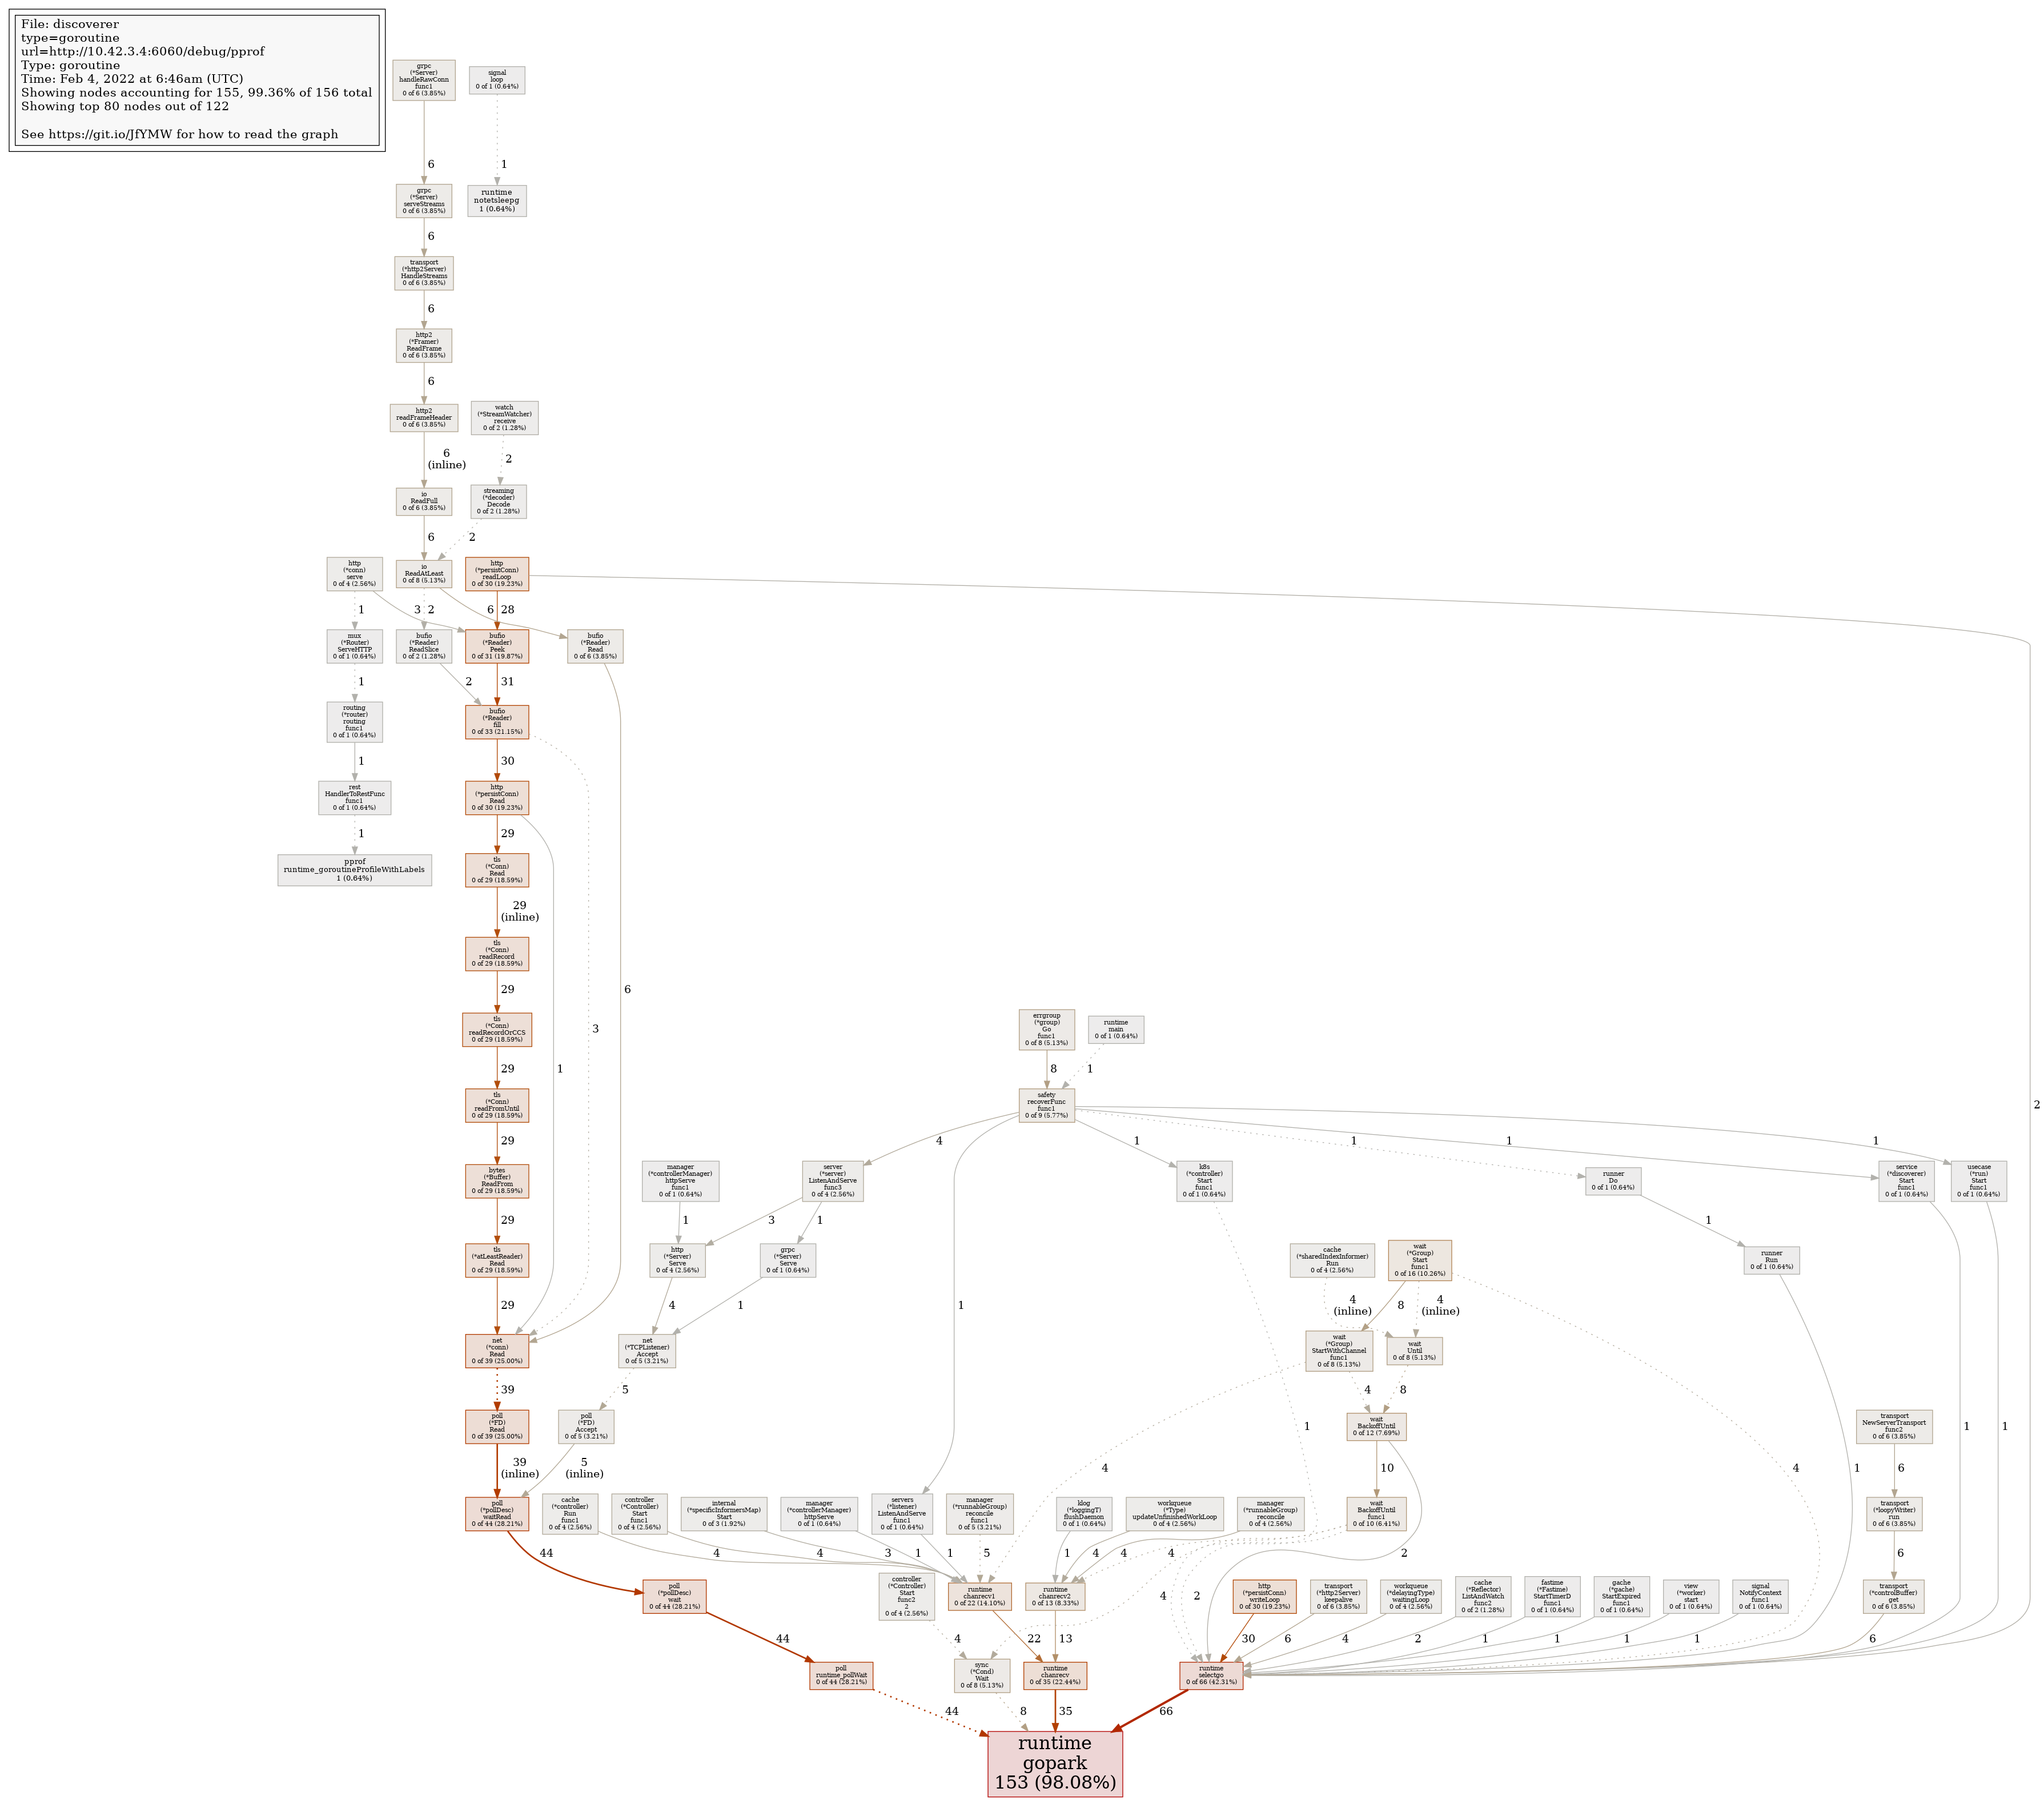 File: discoverer
type=goroutine
url=http://10.42.3.4:6060/debug/pprof
Type: goroutine
Time: Feb 4, 2022 at 6:46am (UTC)
Showing nodes accounting for 155, 99.36% of 156 total
Showing top 80 nodes out of 122
See https://git.io/JfYMW for how to read the graph
grpc
(*Server)
handleRawConn
func1
0 of 6 (3.85%)
signal
loop
0 of 1 (0.64%)
6
1
grpc
(*Server)
serveStreams
0 of 6 (3.85%)
runtime
notetsleepg
1 (0.64%)
6
transport
(*http2Server)
HandleStreams
0 of 6 (3.85%)
6
http2
(*Framer)
ReadFrame
0 of 6 (3.85%)
6
http2
readFrameHeader
0 of 6 (3.85%)
watch
(*StreamWatcher)
receive
0 of 2 (1.28%)
6
(inline)
2
io
ReadFull
0 of 6 (3.85%)
streaming
(*decoder)
Decode
0 of 2 (1.28%)
6
2
http
(*conn)
serve
0 of 4 (2.56%)
io
ReadAtLeast
0 of 8 (5.13%)
http
(*persistConn)
readLoop
0 of 30 (19.23%)
1
3
2
6
28
2
mux
(*Router)
ServeHTTP
0 of 1 (0.64%)
bufio
(*Reader)
ReadSlice
0 of 2 (1.28%)
bufio
(*Reader)
Peek
0 of 31 (19.87%)
bufio
(*Reader)
Read
0 of 6 (3.85%)
1
2
31
6
routing
(*router)
routing
func1
0 of 1 (0.64%)
bufio
(*Reader)
fill
0 of 33 (21.15%)
1
30
3
rest
HandlerToRestFunc
func1
0 of 1 (0.64%)
http
(*persistConn)
Read
0 of 30 (19.23%)
1
29
1
pprof
runtime_goroutineProfileWithLabels
1 (0.64%)
tls
(*Conn)
Read
0 of 29 (18.59%)
29
(inline)
tls
(*Conn)
readRecord
0 of 29 (18.59%)
29
tls
(*Conn)
readRecordOrCCS
0 of 29 (18.59%)
errgroup
(*group)
Go
func1
0 of 8 (5.13%)
runtime
main
0 of 1 (0.64%)
29
8
1
tls
(*Conn)
readFromUntil
0 of 29 (18.59%)
safety
recoverFunc
func1
0 of 9 (5.77%)
29
4
1
1
1
1
1
bytes
(*Buffer)
ReadFrom
0 of 29 (18.59%)
manager
(*controllerManager)
httpServe
func1
0 of 1 (0.64%)
server
(*server)
ListenAndServe
func3
0 of 4 (2.56%)
k8s
(*controller)
Start
func1
0 of 1 (0.64%)
runner
Do
0 of 1 (0.64%)
service
(*discoverer)
Start
func1
0 of 1 (0.64%)
usecase
(*run)
Start
func1
0 of 1 (0.64%)
29
1
3
1
1
1
1
1
tls
(*atLeastReader)
Read
0 of 29 (18.59%)
http
(*Server)
Serve
0 of 4 (2.56%)
grpc
(*Server)
Serve
0 of 1 (0.64%)
cache
(*sharedIndexInformer)
Run
0 of 4 (2.56%)
wait
(*Group)
Start
func1
0 of 16 (10.26%)
runner
Run
0 of 1 (0.64%)
29
4
1
4
(inline)
8
4
(inline)
4
1
net
(*conn)
Read
0 of 39 (25.00%)
net
(*TCPListener)
Accept
0 of 5 (3.21%)
wait
(*Group)
StartWithChannel
func1
0 of 8 (5.13%)
wait
Until
0 of 8 (5.13%)
39
5
4
4
8
poll
(*FD)
Read
0 of 39 (25.00%)
poll
(*FD)
Accept
0 of 5 (3.21%)
wait
BackoffUntil
0 of 12 (7.69%)
transport
NewServerTransport
func2
0 of 6 (3.85%)
39
(inline)
5
(inline)
10
2
6
poll
(*pollDesc)
waitRead
0 of 44 (28.21%)
cache
(*controller)
Run
func1
0 of 4 (2.56%)
controller
(*Controller)
Start
func1
0 of 4 (2.56%)
internal
(*specificInformersMap)
Start
0 of 3 (1.92%)
manager
(*controllerManager)
httpServe
0 of 1 (0.64%)
servers
(*listener)
ListenAndServe
func1
0 of 1 (0.64%)
manager
(*runnableGroup)
reconcile
func1
0 of 5 (3.21%)
klog
(*loggingT)
flushDaemon
0 of 1 (0.64%)
workqueue
(*Type)
updateUnfinishedWorkLoop
0 of 4 (2.56%)
manager
(*runnableGroup)
reconcile
0 of 4 (2.56%)
wait
BackoffUntil
func1
0 of 10 (6.41%)
transport
(*loopyWriter)
run
0 of 6 (3.85%)
44
4
4
3
1
1
5
1
4
4
4
4
2
6
poll
(*pollDesc)
wait
0 of 44 (28.21%)
controller
(*Controller)
Start
func2
2
0 of 4 (2.56%)
runtime
chanrecv1
0 of 22 (14.10%)
runtime
chanrecv2
0 of 13 (8.33%)
http
(*persistConn)
writeLoop
0 of 30 (19.23%)
transport
(*http2Server)
keepalive
0 of 6 (3.85%)
workqueue
(*delayingType)
waitingLoop
0 of 4 (2.56%)
cache
(*Reflector)
ListAndWatch
func2
0 of 2 (1.28%)
fastime
(*Fastime)
StartTimerD
func1
0 of 1 (0.64%)
gache
(*gache)
StartExpired
func1
0 of 1 (0.64%)
view
(*worker)
start
0 of 1 (0.64%)
signal
NotifyContext
func1
0 of 1 (0.64%)
transport
(*controlBuffer)
get
0 of 6 (3.85%)
44
4
22
13
30
6
4
2
1
1
1
1
6
poll
runtime_pollWait
0 of 44 (28.21%)
sync
(*Cond)
Wait
0 of 8 (5.13%)
runtime
chanrecv
0 of 35 (22.44%)
runtime
selectgo
0 of 66 (42.31%)
44
8
35
66
runtime
gopark
153 (98.08%)